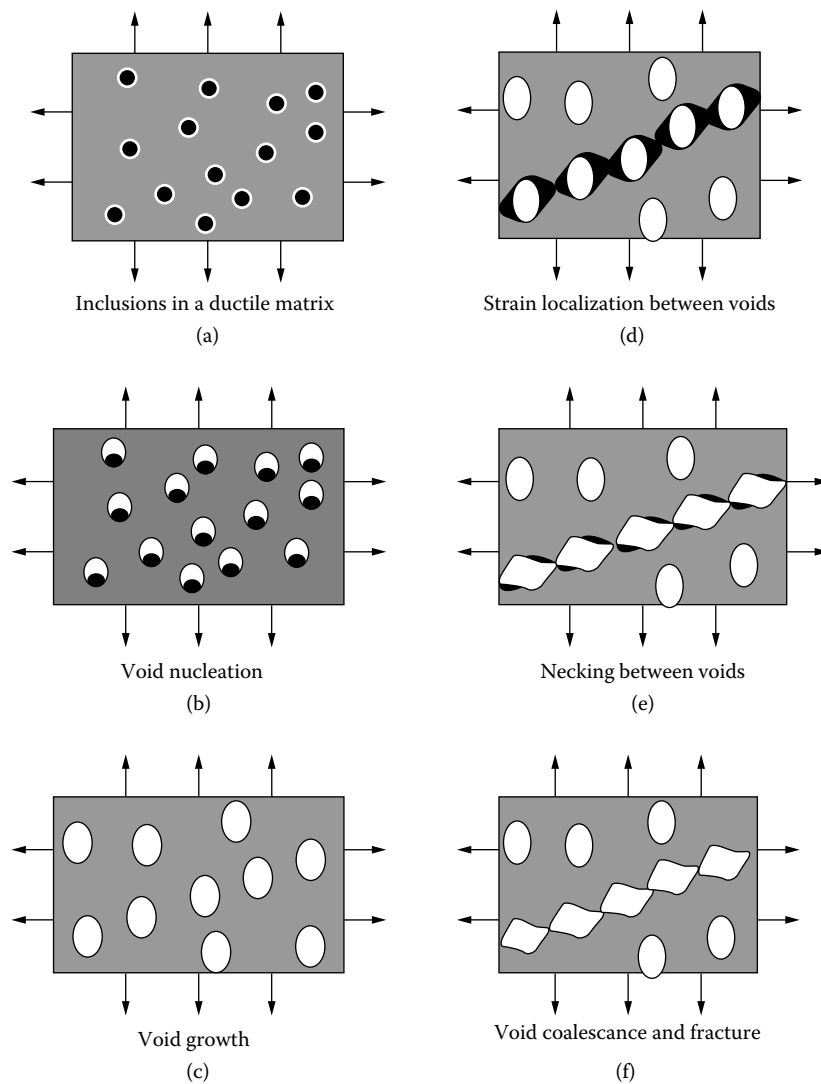 Inclusions in a ductile matrix
(a)
Void nucleation
(b)
Void growth
(c)
Strain localization between voids
(d)
Necking between voids
(e)
Void coalescance and fracture
(f)